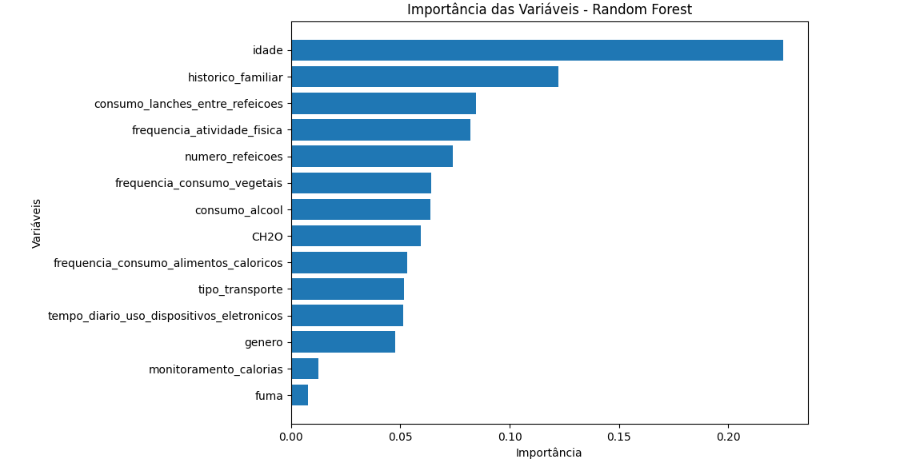 Importância das Variáveis - Random Forest
Variáveis
idade
historico_familiar
consumo_lanches_entre_refeicoes
frequencia_atividade_fisica
numero_refeicoes
frequencia_consumo_vegetais
consumo_alcool
CH2O
frequencia_consumo_alimentos_caloricos
tipo_transporte
tempo_diario_uso_dispositivos_eletronicos
genero
monitoramento_calorias
fuma
0.00 0.05 0.10 0.15 0.20
Importância